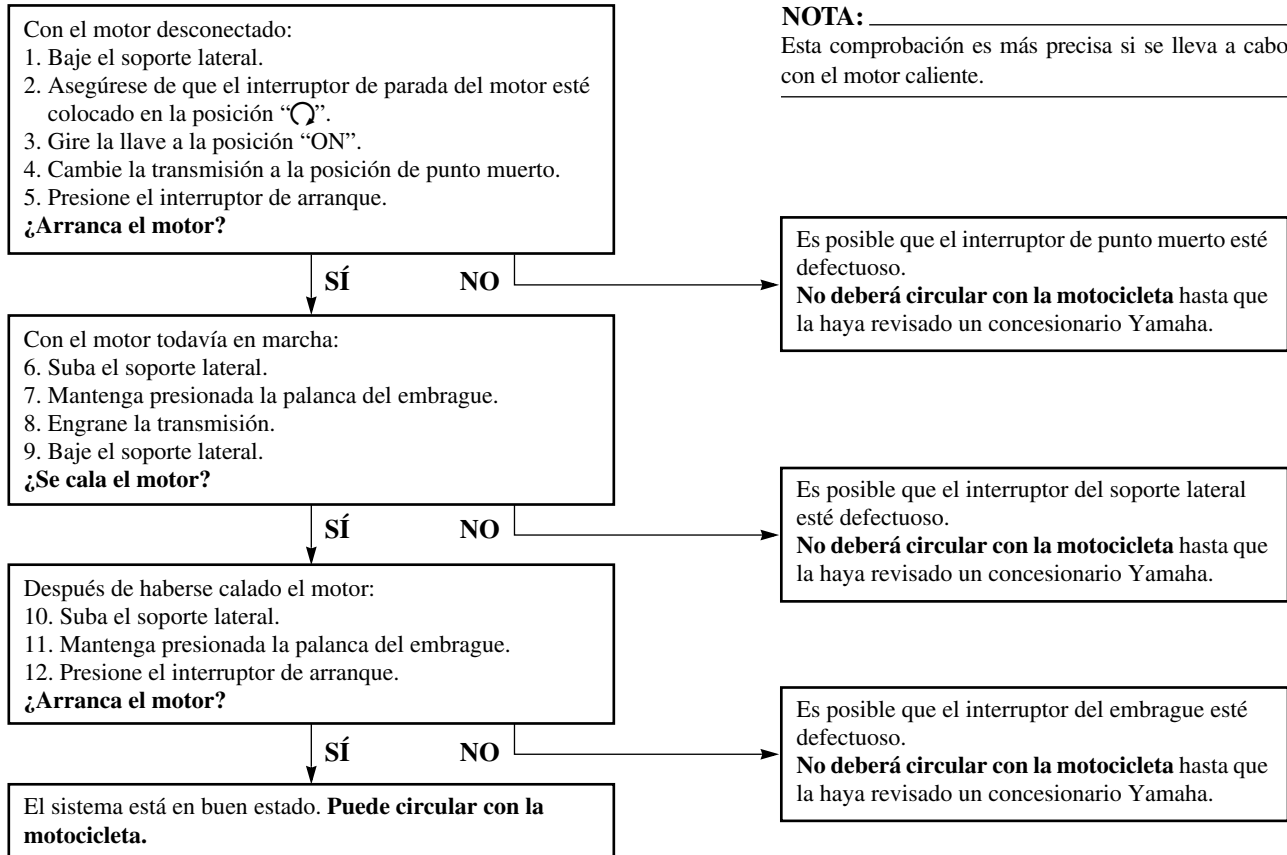 Con el motor desconectado:
1. Baje el soporte lateral.
2. Asegúrese de que el interruptor de parada del motor esté
colocado en la posición “”.
3. Gire la llave a la posición “ON”.
4. Cambie la transmisión a la posición de punto muerto.
5. Presione el interruptor de arranque.
¿Arranca el motor?
NOTA:
Esta comprobación es más precisa si se lleva a cabo
con el motor caliente.
SÍ NO
Es posible que el interruptor de punto muerto esté
defectuoso.
No deberá circular con la motocicleta hasta que
la haya revisado un concesionario Yamaha.
Con el motor todavía en marcha:
6. Suba el soporte lateral.
7. Mantenga presionada la palanca del embrague.
8. Engrane la transmisión.
9. Baje el soporte lateral.
¿Se cala el motor?
SÍ NO
Es posible que el interruptor del soporte lateral
esté defectuoso.
No deberá circular con la motocicleta hasta que
la haya revisado un concesionario Yamaha.
Después de haberse calado el motor:
10. Suba el soporte lateral.
11. Mantenga presionada la palanca del embrague.
12. Presione el interruptor de arranque.
¿Arranca el motor?
SÍ NO
Es posible que el interruptor del embrague esté
defectuoso.
No deberá circular con la motocicleta hasta que
la haya revisado un concesionario Yamaha.
El sistema está en buen estado. Puede circular con la
motocicleta.